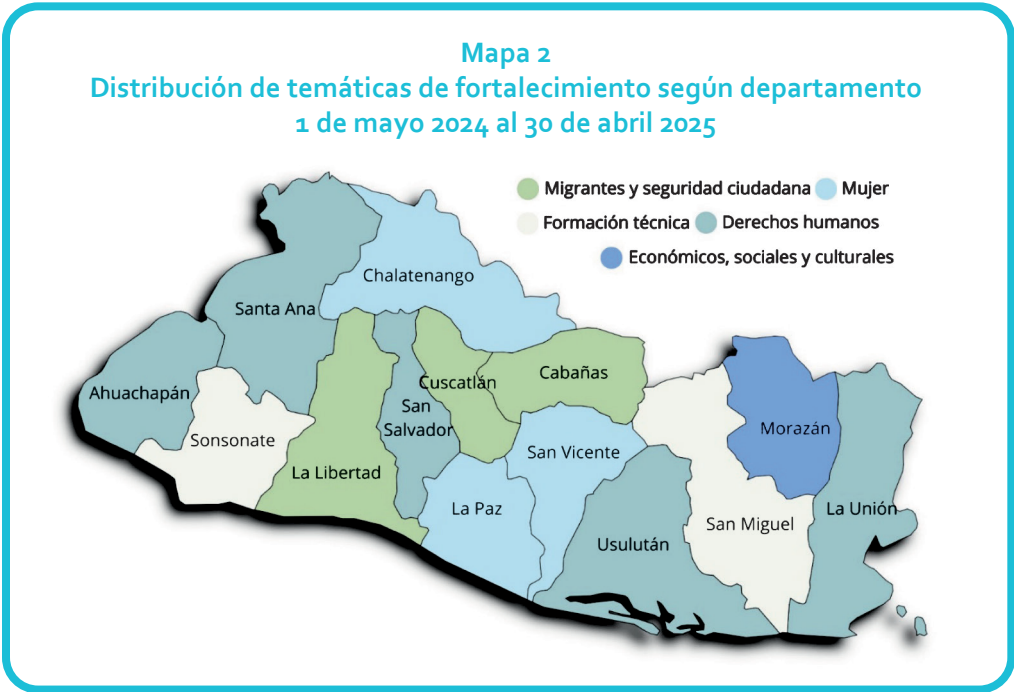 Mapa 2
Distribución de temáticas de fortalecimiento según departamento
1 de mayo 2024 al 30 de abril 2025
Migrantes y seguridad ciudadana Mujer
Formación técnica Derechos humanos
Económicos, sociales y culturales
Chalatenango
Santa Ana
Ahuachapán
Sonsonate
La Libertad
San
Salvador
Cuscatlán
Cabañas
San Vicente
La Paz
Usulután
San Miguel
Morazán
La Unión